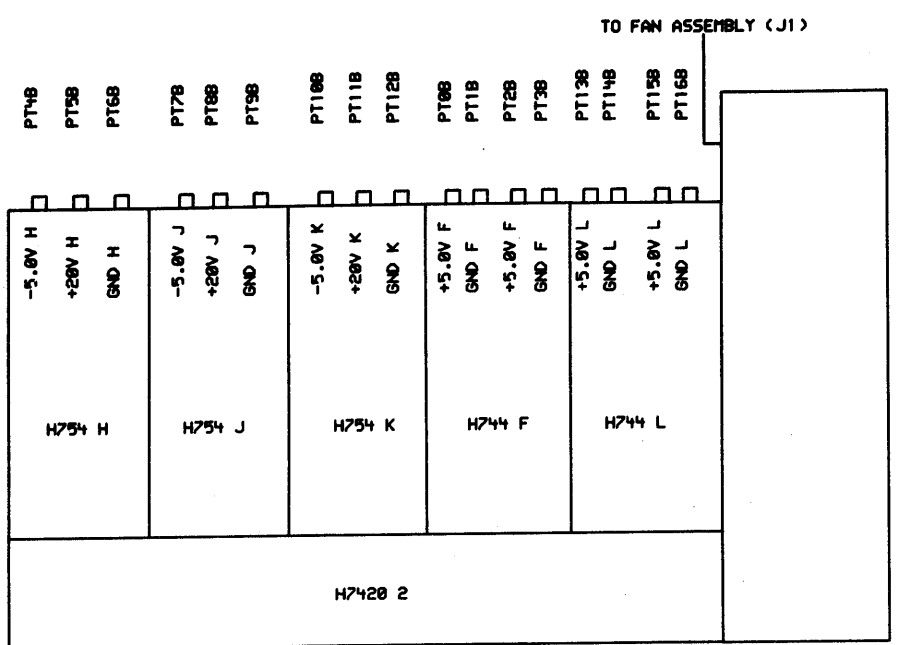 TO FAN ASSEMBLY (J1)
PT4B
PT5B
PT6B
PT7B
PT8B
PT9B
PT10B
PT11B
PT12B
PT0B
PT1B
PT2B
PT3B
PT13B
PT14B
PT15B
PT16B
-5.0V H
+20V H
GND H
-5.0V J
+20V J
GND J
-5.0V K
+20V K
GND K
+5.0V F
GND F
+5.0V F
GND F
+5.0V L
GND L
+5.0V L
GND L
H754 H
H754 J
H754 K
H744 F
H744 L
H7420 2